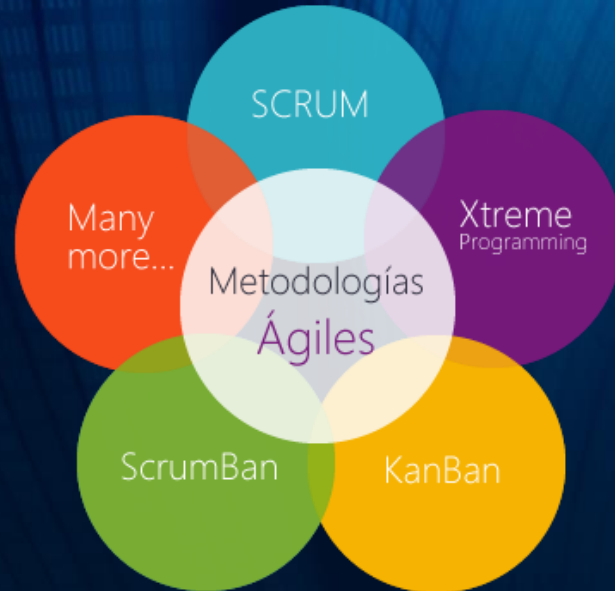 SCRUM
Many
more...
Xtreme
Programming
Metodologías
Ágiles
ScrumBan
KanBan